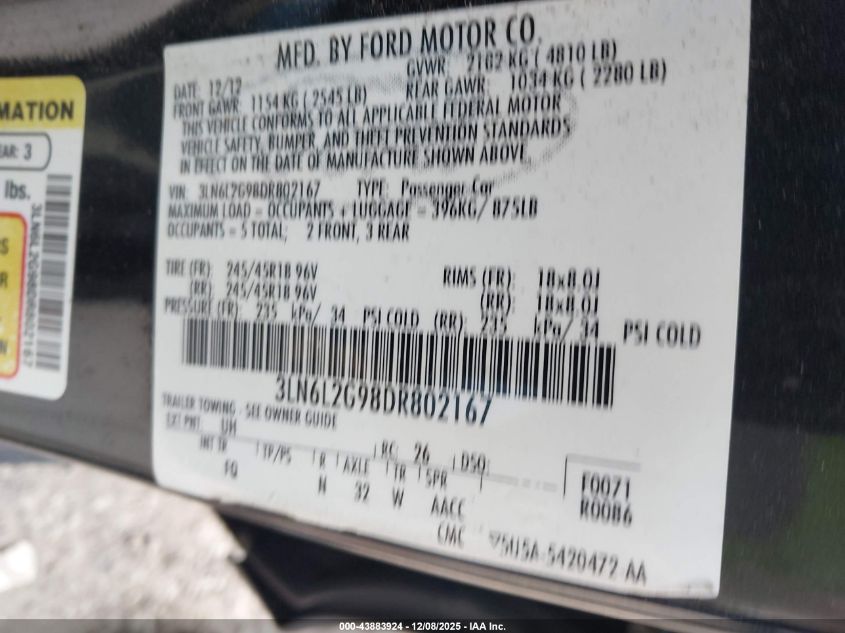 MFD. BY FORD MOTOR CO.
DATE: 12/12 GVWR: 2182 KG ( 4810 LB)
FRONT GAWR: 1154 KG ( 2545 LB) REAR GAWR: 1034 KG ( 2280 LB)
THIS VEHICLE CONFORMS TO ALL APPLICABLE FEDERAL MOTOR
VEHICLE SAFETY, BUMPER, AND THEFT PREVENTION STANDARDS
IN EFFECT ON THE DATE OF MANUFACTURE SHOWN ABOVE.
VIN: 3LN6L2G98DR802167 TYPE: Passenger Car
MAXIMUM LOAD = OCCUPANTS + LUGGAGE = 396KG/ 875LB
OCCUPANTS = 5 TOTAL; 2 FRONT, 3 REAR
TIRE (FR): 245/45R18 96V RIMS (FR): 18x8.0J
(RR): 245/45R18 96V (RR): 18x8.0J
PRESSURE (FR): 235 kPa/ 34 PSI COLD (RR): 235 kPa/ 34 PSI COLD
3LN6L2G98DR802167
TRAILER TOWING - SEE OWNER GUIDE
EXT PNT: UH RC: 26 DSO:
INT TR TP/PS R AXLE TR SPR
FQ N 32 W AACC
F0071
R0086
CMC 5U5A-5420472 AA
MATION
EAR: 3
lbs.
3LN6L2G98DR802167
S
R
N
000-43883924 - 12/08/2025 - IAA Inc.